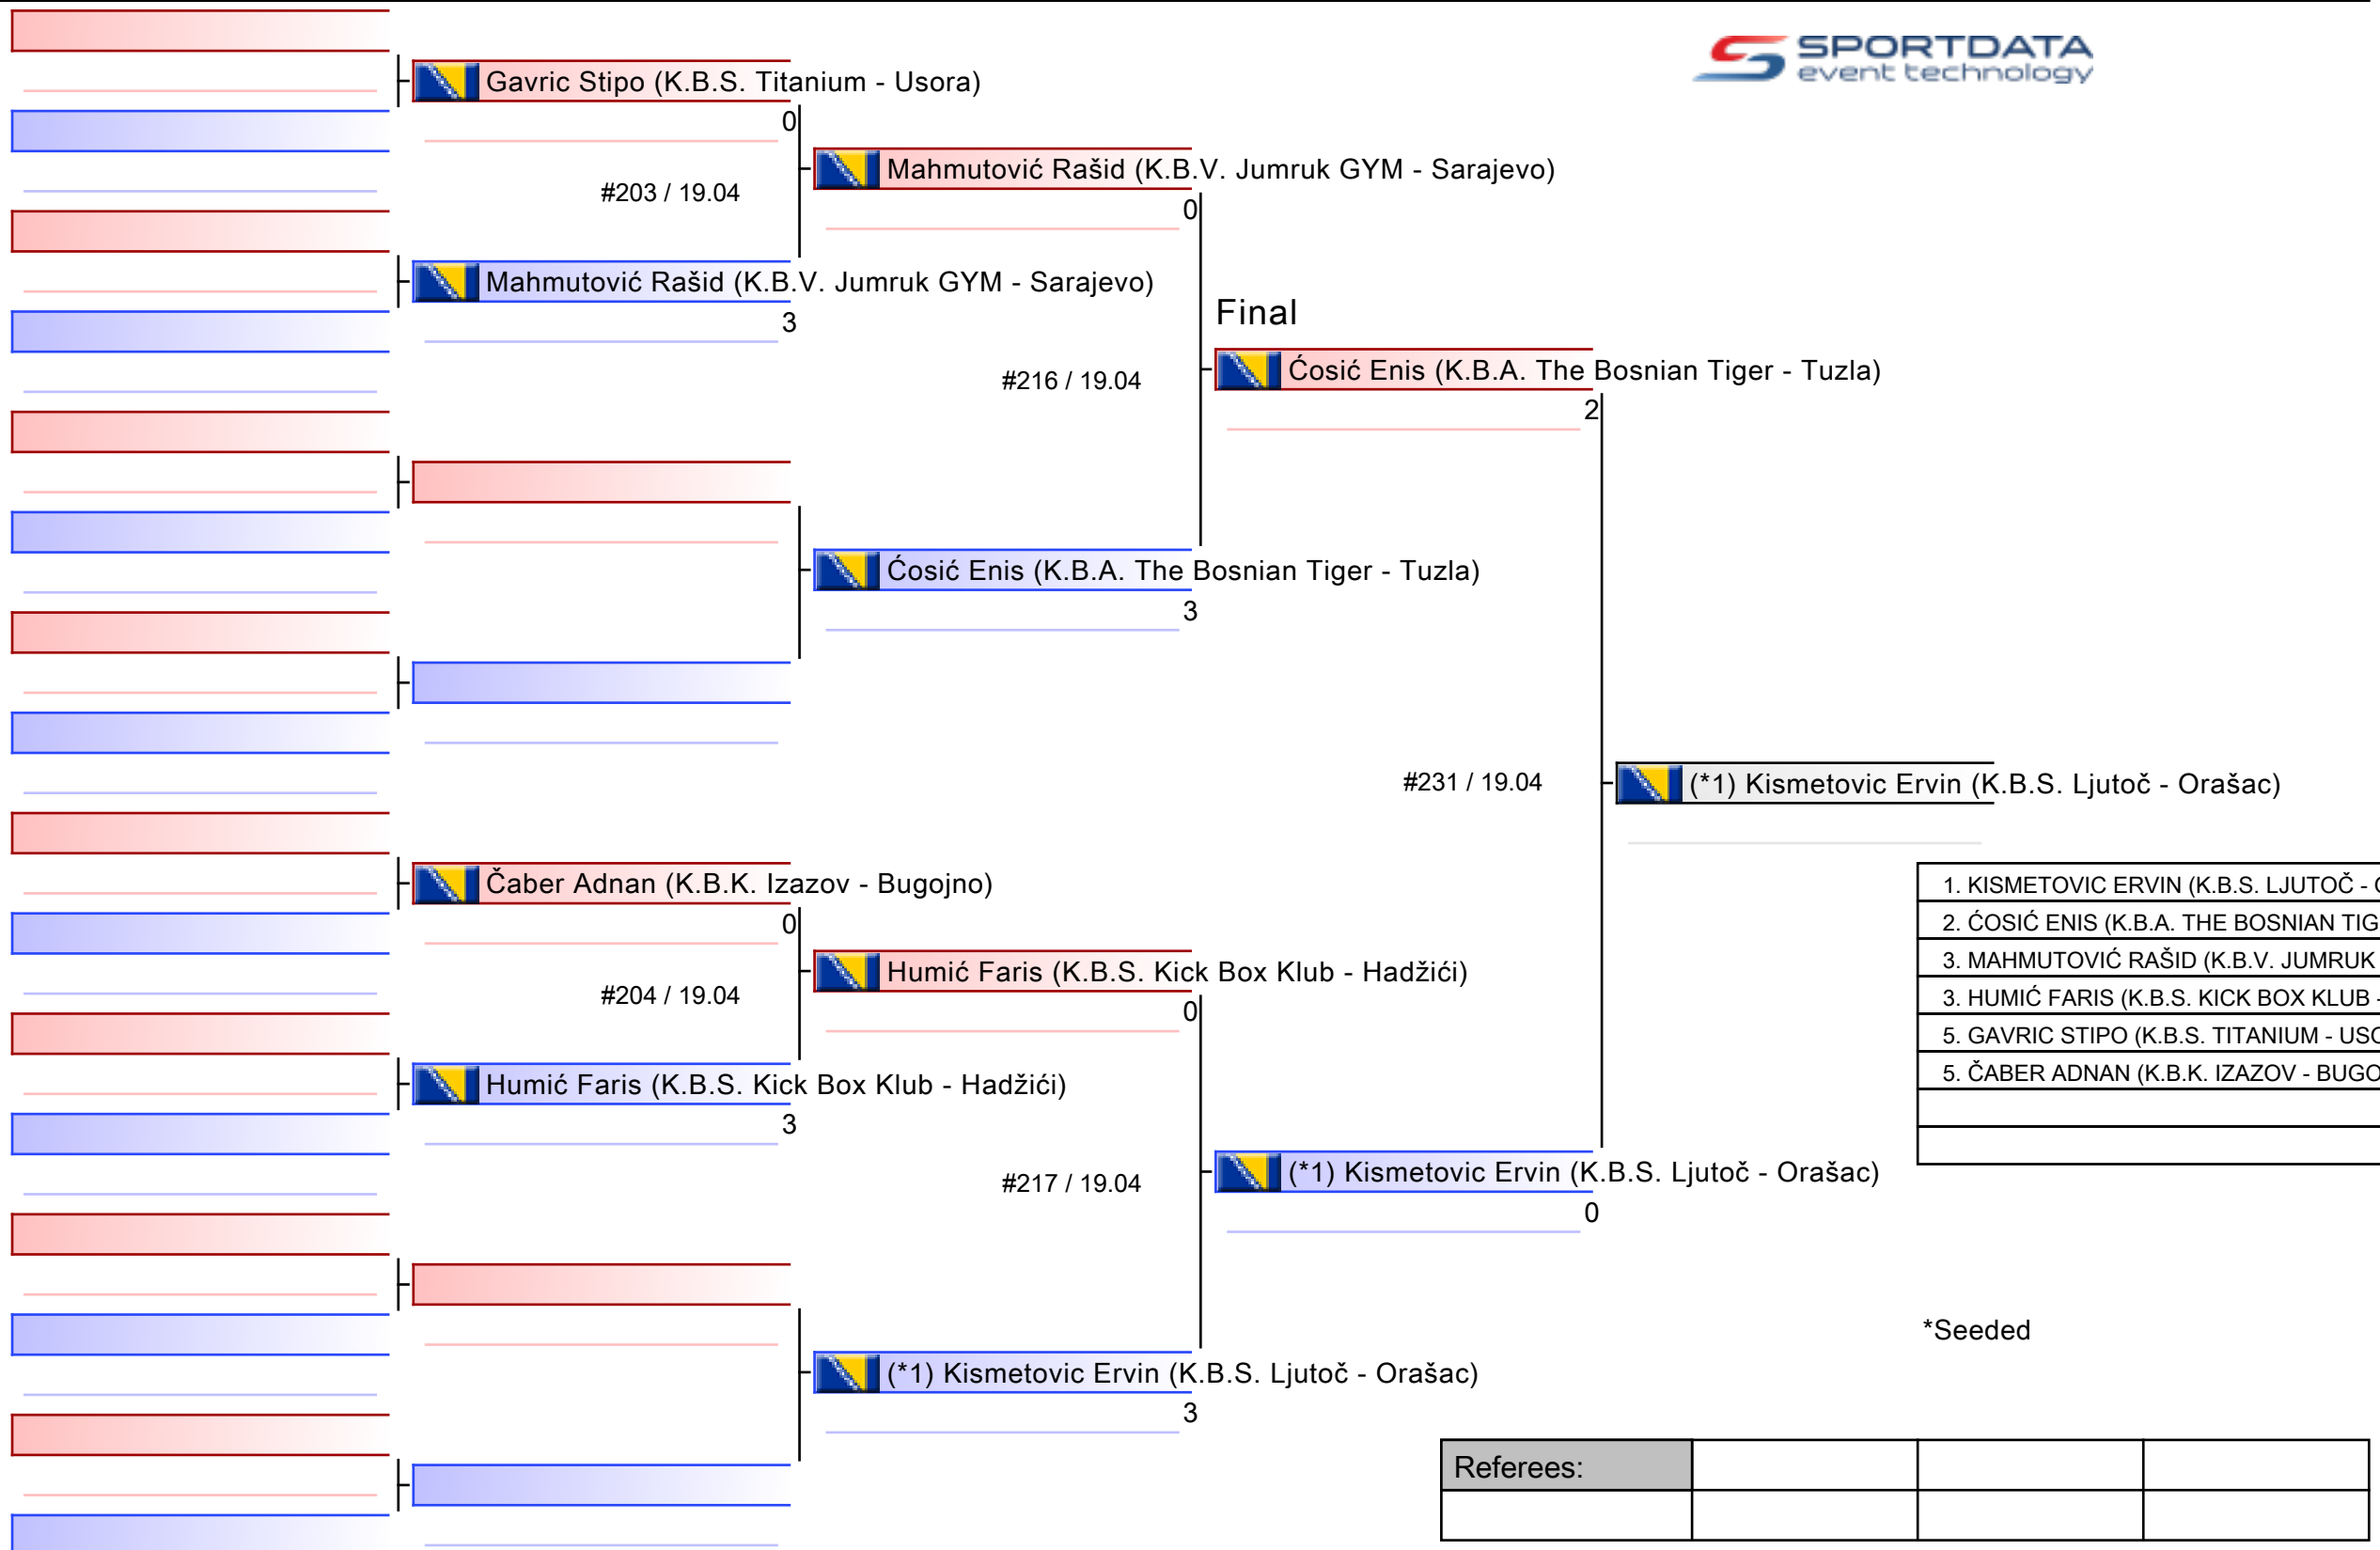 SPORTDATA
event technology
Gavric Stipo (K.B.S. Titanium - Usora)
0
#203 / 19.04
Mahmutović Rašid (K.B.V. Jumruk GYM - Sarajevo)
3
Mahmutović Rašid (K.B.V. Jumruk GYM - Sarajevo)
0
#216 / 19.04
Ćosić Enis (K.B.A. The Bosnian Tiger - Tuzla)
3
Final
Ćosić Enis (K.B.A. The Bosnian Tiger - Tuzla)
2
#231 / 19.04
(*1) Kismetovic Ervin (K.B.S. Ljutoč - Orašac)
Čaber Adnan (K.B.K. Izazov - Bugojno)
0
#204 / 19.04
Humić Faris (K.B.S. Kick Box Klub - Hadžići)
3
Humić Faris (K.B.S. Kick Box Klub - Hadžići)
0
#217 / 19.04
(*1) Kismetovic Ervin (K.B.S. Ljutoč - Orašac)
3
(*1) Kismetovic Ervin (K.B.S. Ljutoč - Orašac)
0
1. KISMETOVIC ERVIN (K.B.S. LJUTOČ -
2. ĆOSIĆ ENIS (K.B.A. THE BOSNIAN TIG
3. MAHMUTOVIĆ RAŠID (K.B.V. JUMRUK
3. HUMIĆ FARIS (K.B.S. KICK BOX KLUB -
5. GAVRIC STIPO (K.B.S. TITANIUM - USO
5. ČABER ADNAN (K.B.K. IZAZOV - BUGO
*Seeded
Referees: